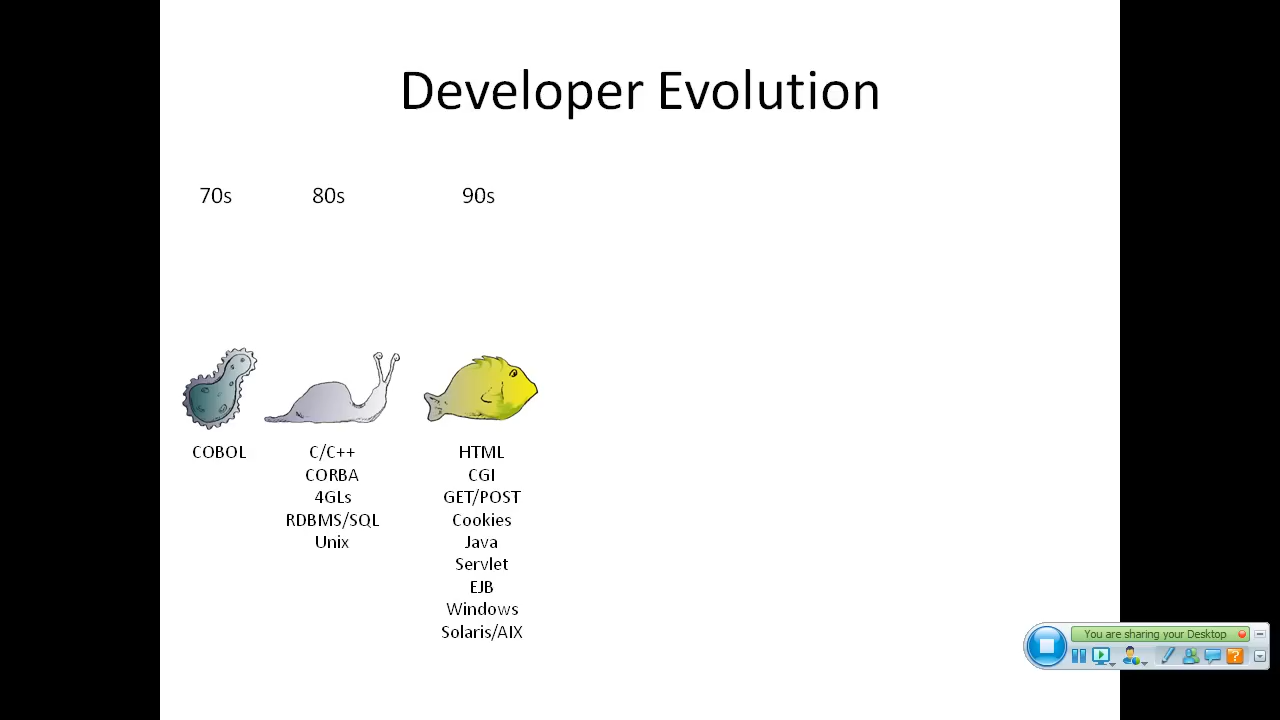 Developer Evolution
70s 80s 90s
COBOL
C/C++
CORBA
4GLs
RDBMS/SQL
Unix
HTML
CGI
GET/POST
Cookies
Java
Servlet
EJB
Windows
Solaris/AIX
You are sharing your Desktop
?